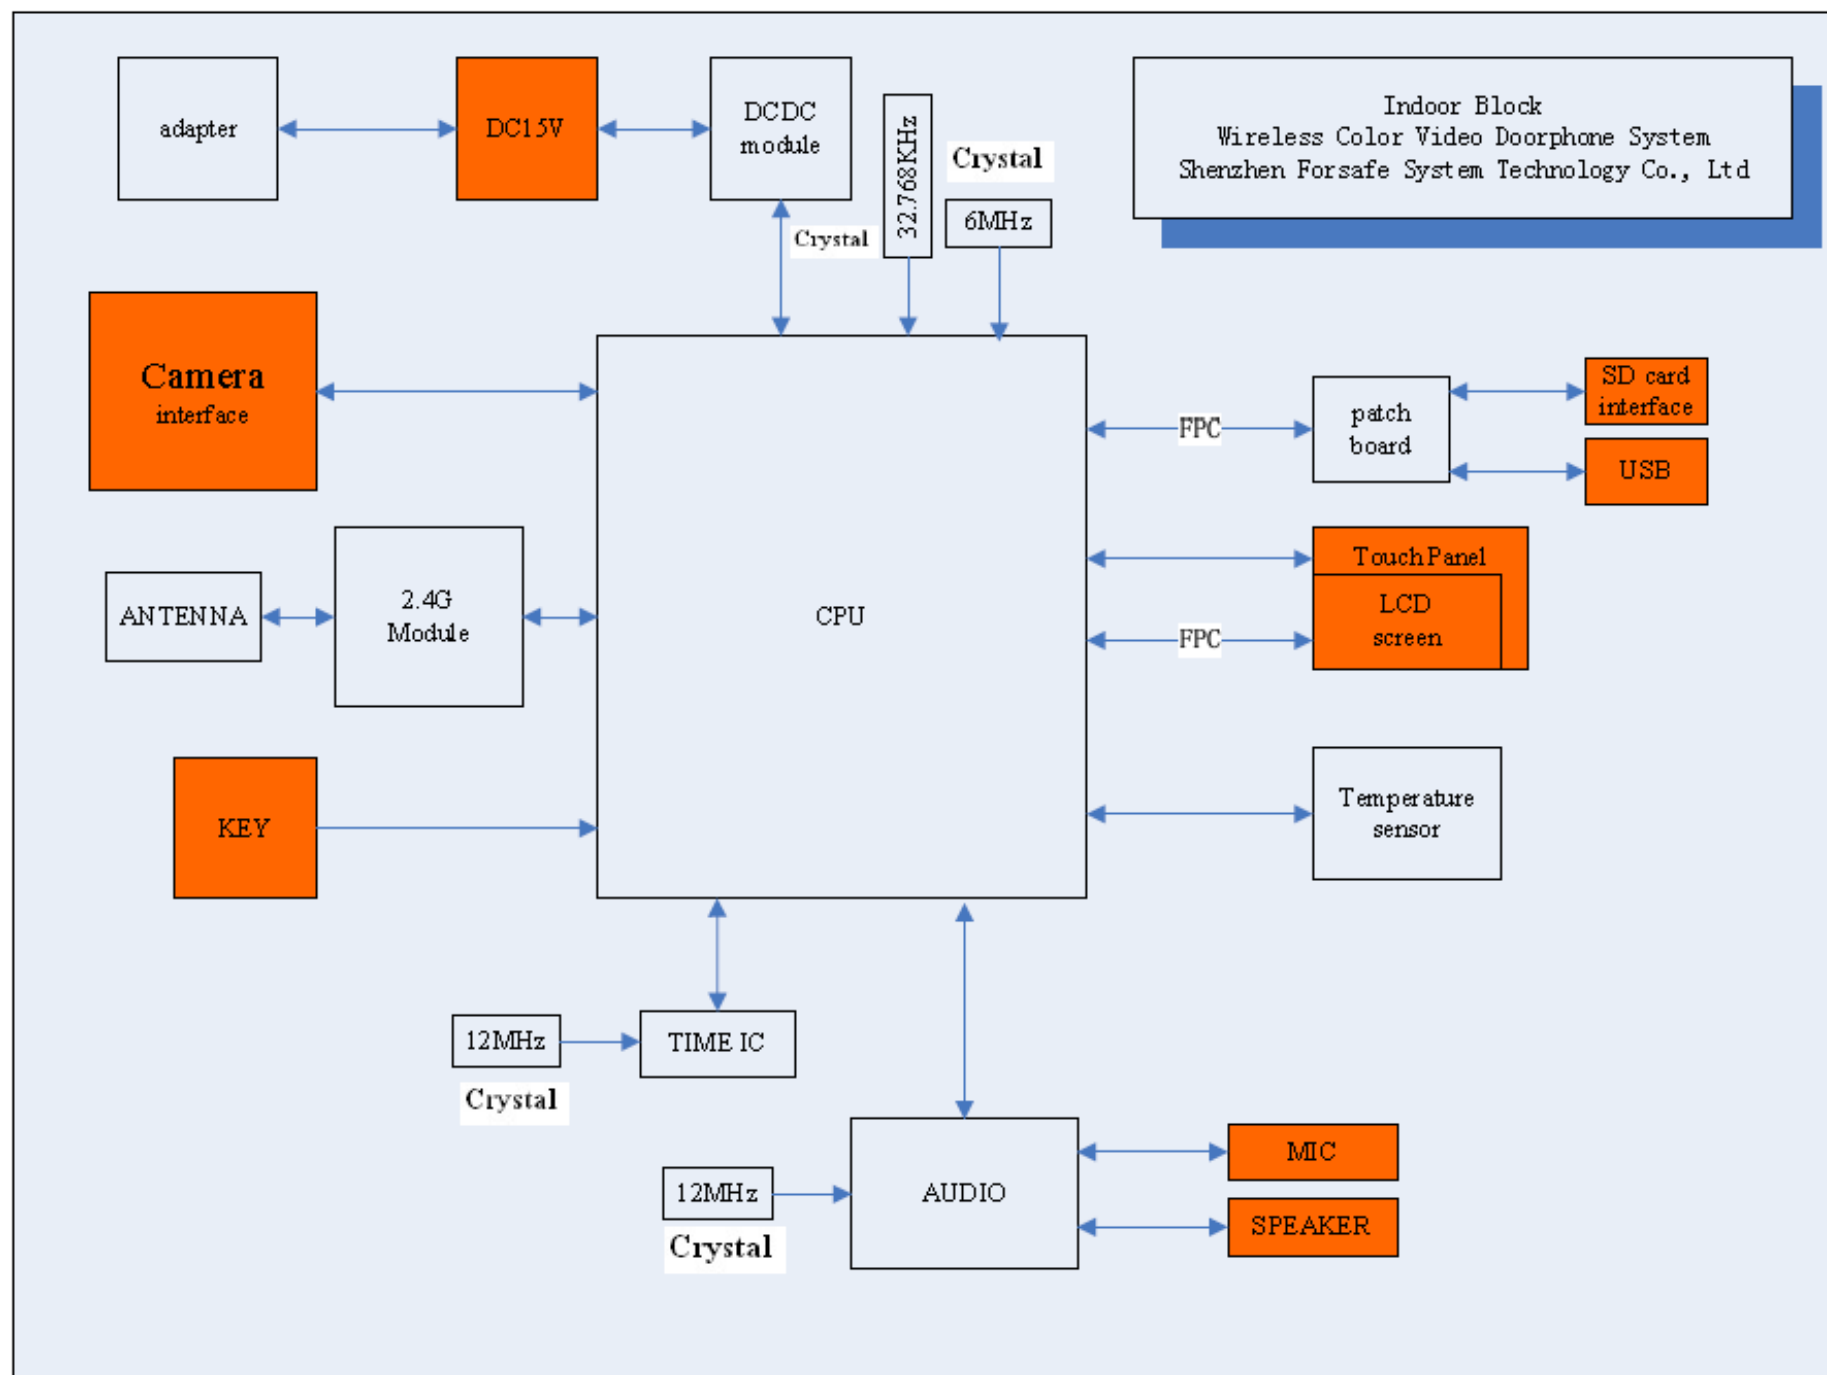 adapter
DC15V
DCDC
module
32.768KHz
Crystal
6MHz
Crystal
Indoor Block
Wireless Color Video Doorphone System
Shenzhen Forsafe System Technology Co., Ltd
Camera
interface
FPC
patch
board
SD card
interface
USB
ANTENNA
2.4G
Module
CPU
Touch Panel
FPC
LCD
screen
KEY
Temperature
sensor
12MHz
Crystal
TIME IC
12MHz
Crystal
AUDIO
MIC
SPEAKER